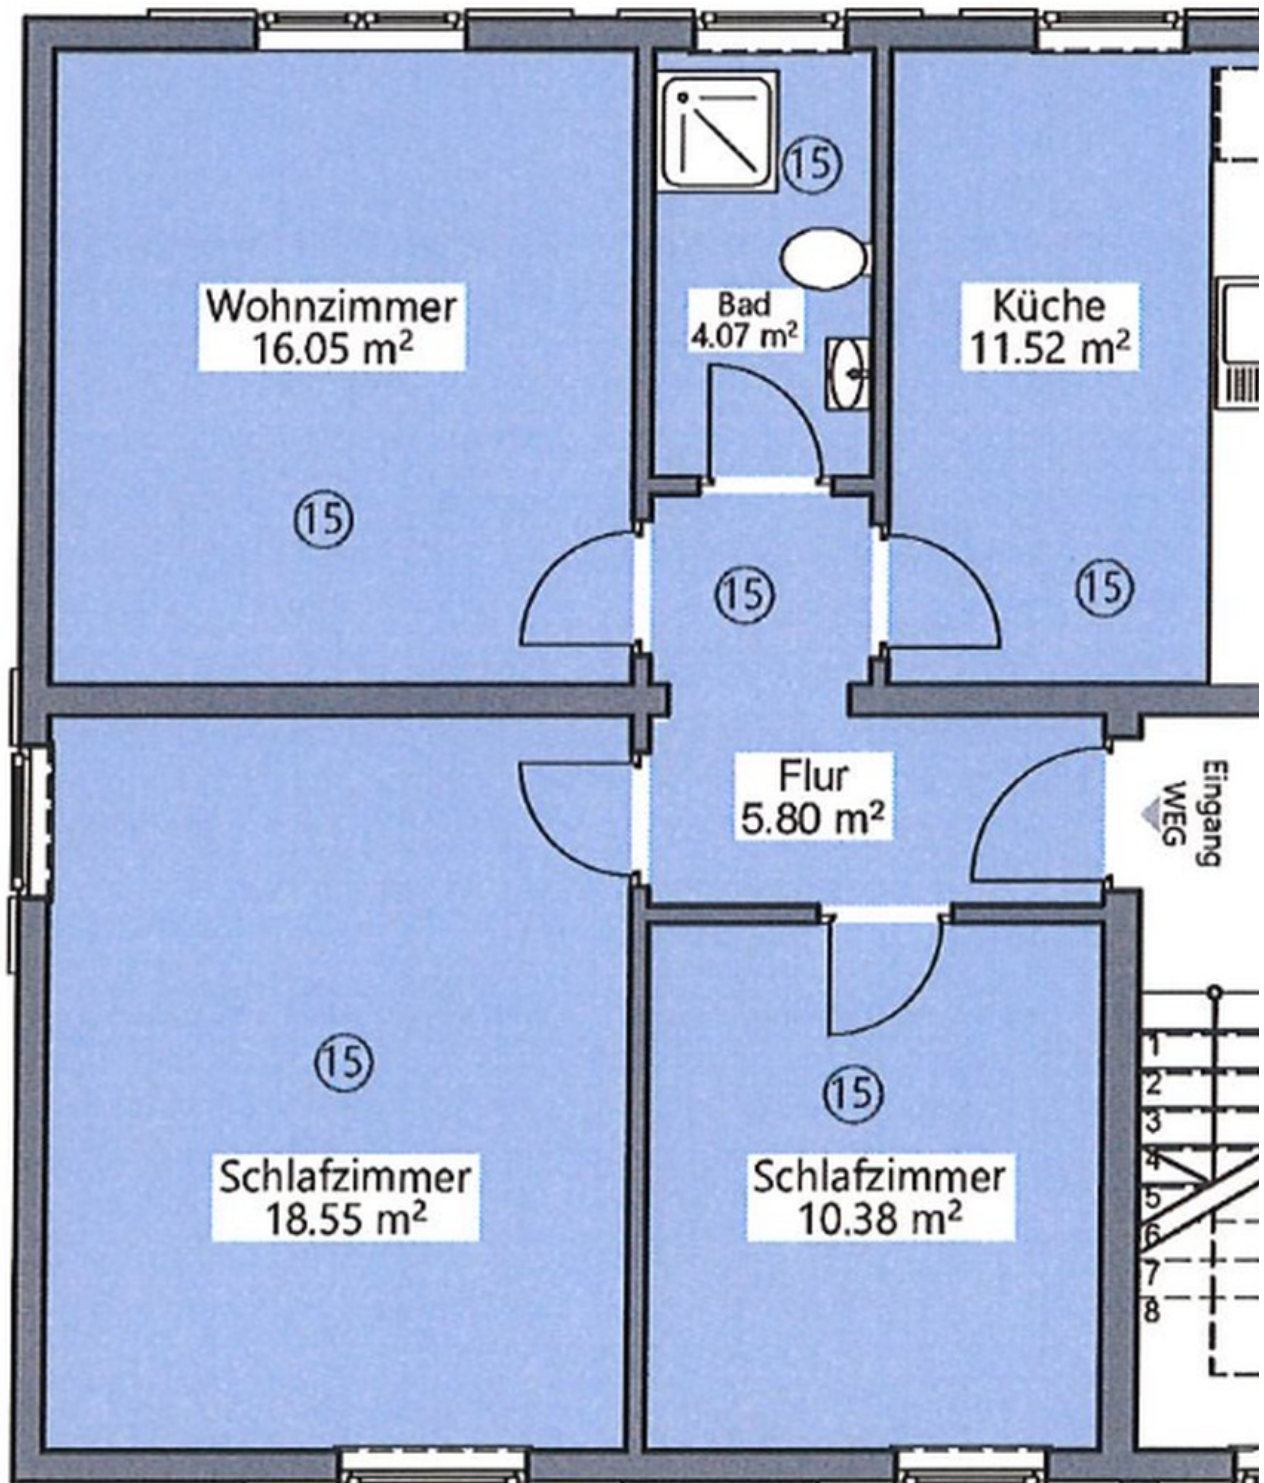 15
Wohnzimmer
16.05 m²
Bad
4.07 m²
Küche
11.52 m²
15
15
15
Flur
5.80 m²
Eingang
WEG
15
Schlafzimmer
18.55 m²
15
Schlafzimmer
10.38 m²
1
2
3
4
5
6
7
8